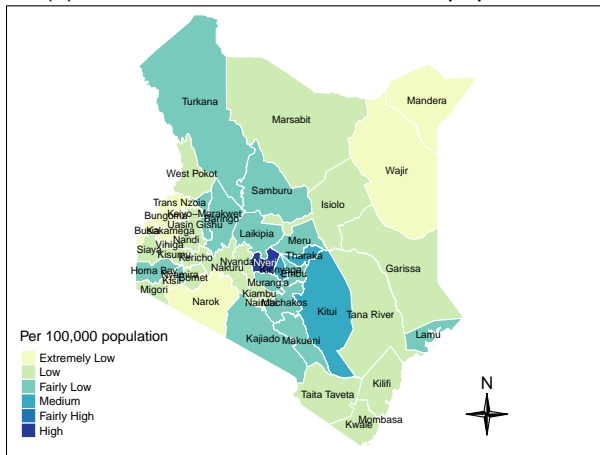 Mandera
Turkana
Marsabit
Wajir
West Pokot
Samburu
Isiolo
Trans Nzoia
Bungoma
Keiyo−Marakwet
Baringo
Uasin Gishu
Busia
Kakamega
Nandi
Laikipia
Meru
Vihiga
Siaya
Kisumu
Kericho
Nyandarua
Nyeri
Tharaka
Garissa
Homa Bay
Nyamira
Bomet
Nakuru
Kirinyaga
Embu
Kisii
Murang'a
Migori
Kiambu
Narok
Nairobi
Machakos
Kitui
Tana River
Kajiado
Makueni
Lamu
Kilifi
Taita Taveta
Mombasa
Kwale
Per 100,000 population
Extremely Low
Low
Fairly Low
Medium
Fairly High
High
N